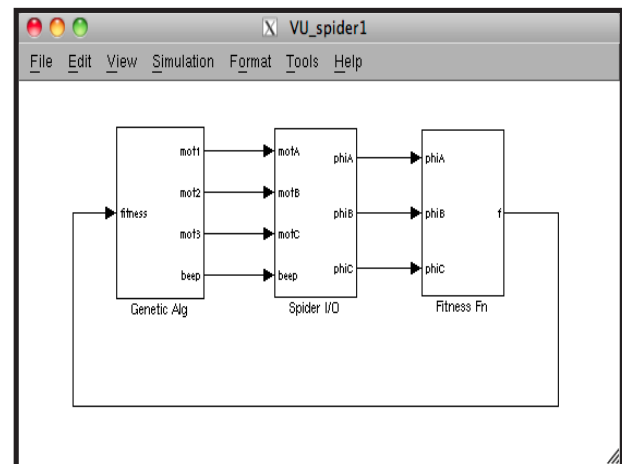 X VU_spider1
File Edit View Simulation Format Tools Help
mot1 motA phiA phiA
mot2 motB
fitness phiB phiB f
mot3 motC
beep beep phiC phiC
Genetic Alg Spider I/O Fitness Fn